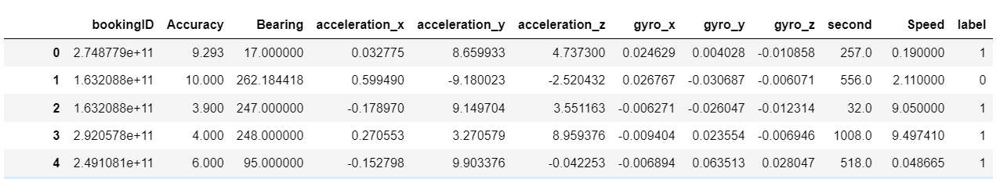 bookingID Accuracy Bearing acceleration_x acceleration_y acceleration_z gyro_x gyro_y gyro_z second Speed label
0 2.748779e+11 9.293 17.000000 0.032775 8.659933 4.737300 0.024629 0.004028 -0.010858 257.0 0.190000 1
1 1.632088e+11 10.000 262.184418 0.599490 -9.180023 -2.520432 0.026767 -0.030687 -0.006071 556.0 2.110000 0
2 1.632088e+11 3.900 247.000000 -0.178970 9.149704 3.551163 -0.006271 -0.026047 -0.012314 32.0 9.050000 1
3 2.920578e+11 4.000 248.000000 0.270553 3.270579 8.959376 -0.009404 0.023554 -0.006946 1008.0 9.497410 1
4 2.491081e+11 6.000 95.000000 -0.152798 9.903376 -0.042253 -0.006894 0.063513 0.028047 518.0 0.048665 1